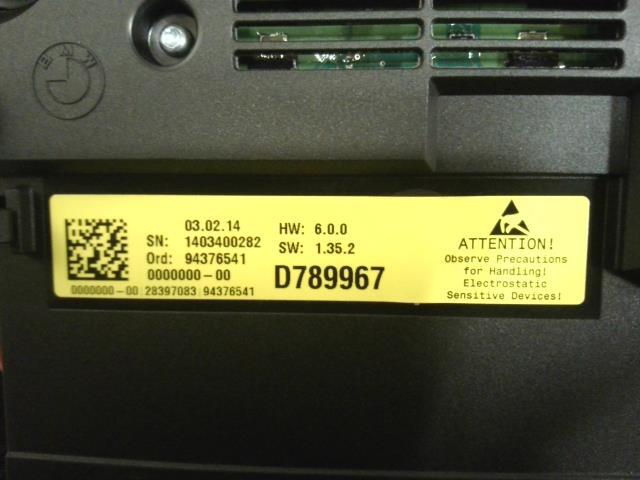 BMW
03.02.14
SN: 1403400282
Ord: 94376541
0000000-00
0000000-00|28397083|94376541
HW: 6.0.0
SW: 1.35.2
D789967
ATTENTION!
Observe Precautions
for Handling!
Electrostatic
Sensitive Devices!